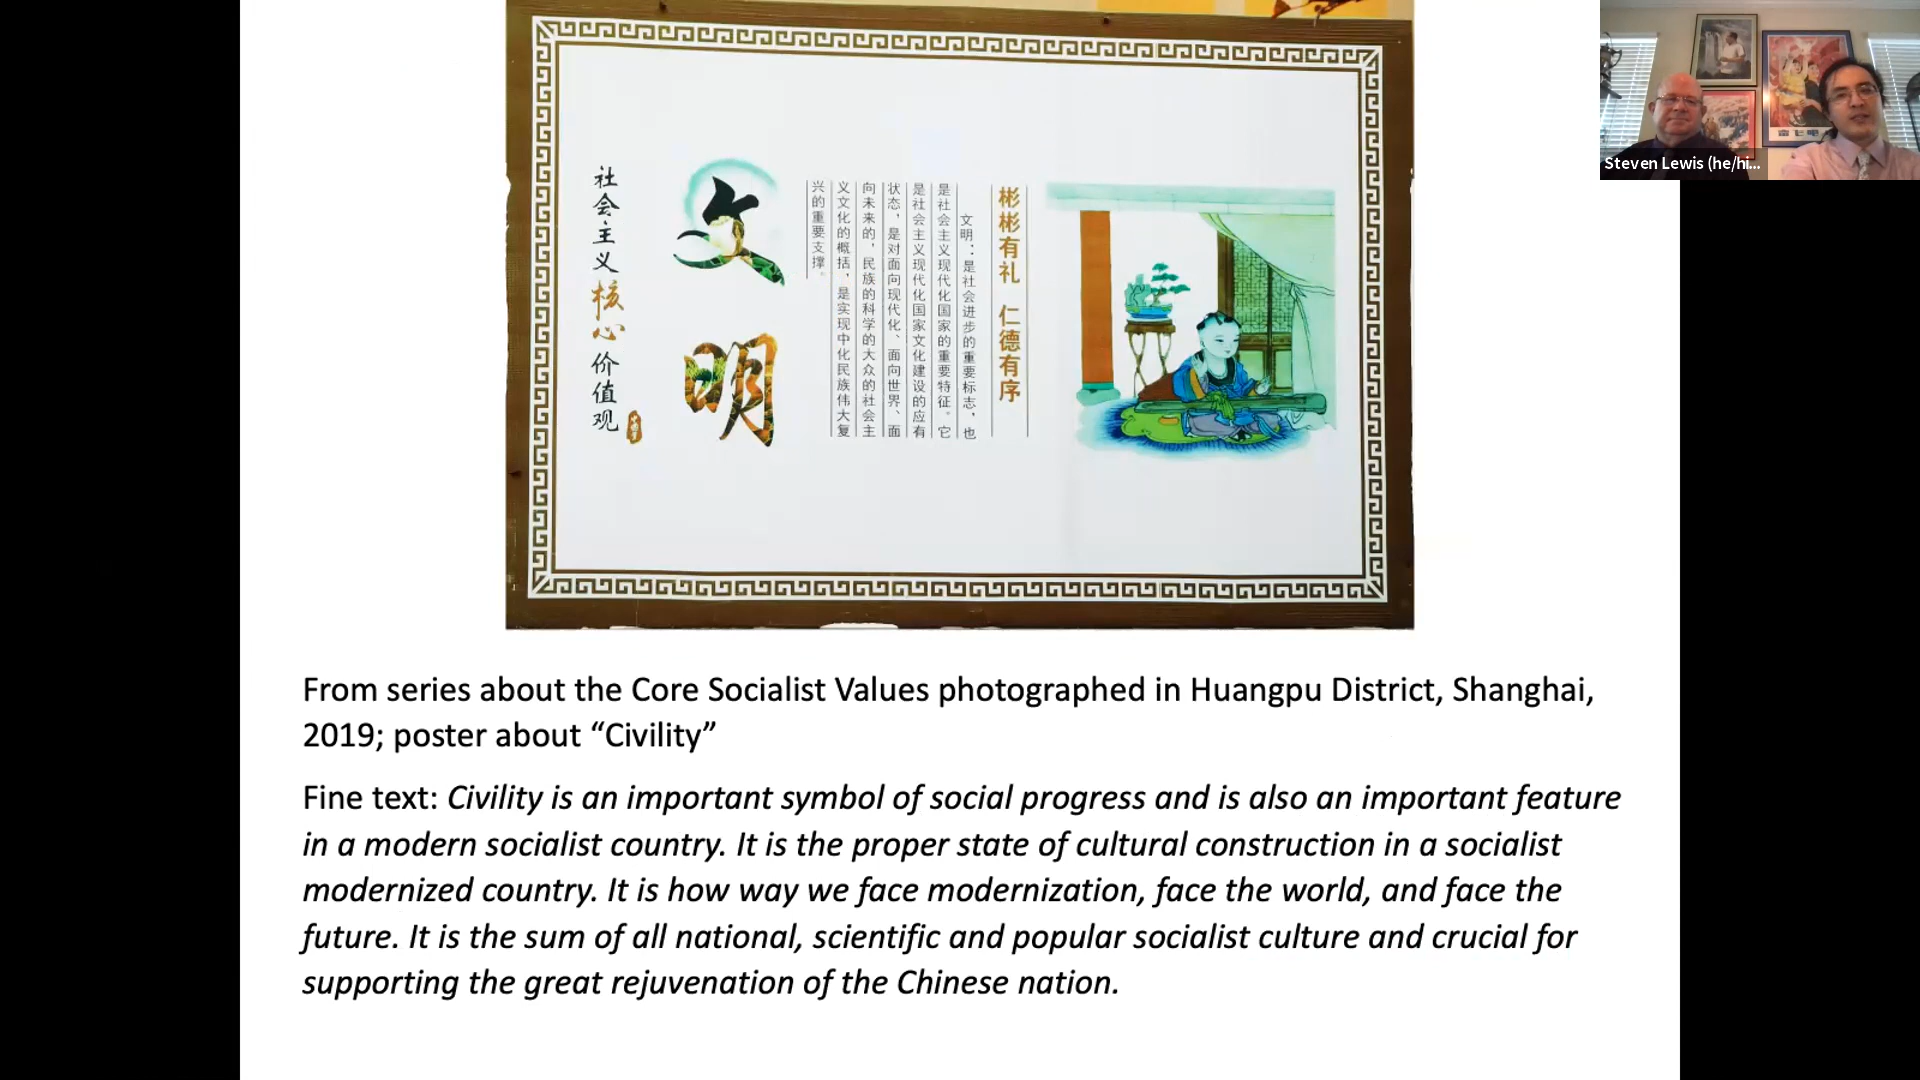 彬彬有礼 仁德有序
文明：是社会进步的重要标志，也
是社会主义现代化国家的重要特征。它
是社会主义现代化国家文化建设的应有
状态，是对面向现代化、面向世界、面
向未来的，民族的科学的大众的社会主
义文化的概括，是实现中化民族伟大复
兴的重要支撑。
文明
社会主义核心价值观
From series about the Core Socialist Values photographed in Huangpu District, Shanghai,
2019; poster about “Civility”
Fine text: Civility is an important symbol of social progress and is also an important feature
in a modern socialist country. It is the proper state of cultural construction in a socialist
modernized country. It is how way we face modernization, face the world, and face the
future. It is the sum of all national, scientific and popular socialist culture and crucial for
supporting the great rejuvenation of the Chinese nation.
Steven Lewis (he/hi...